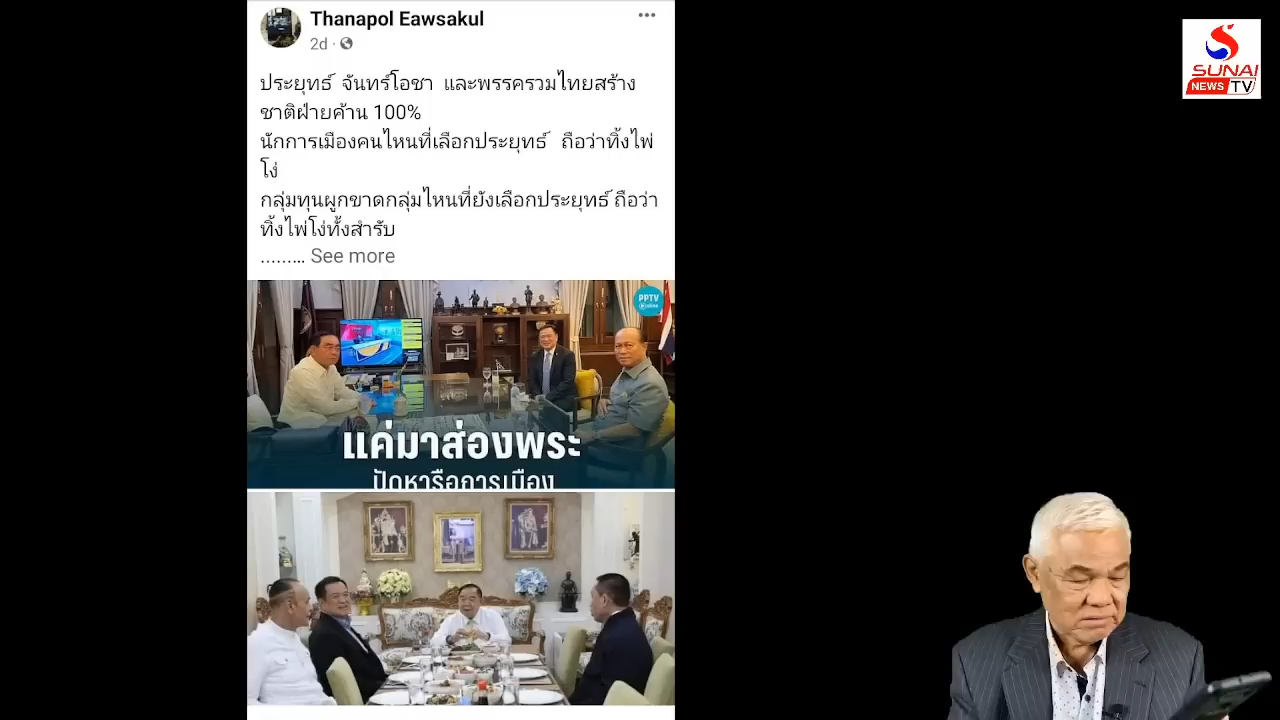 Thanapol Eawsakul
2d
ประยุทธ์ จันทร์โอชา และพรรครวมไทยสร้าง
ชาติฝ่ายค้าน 100%
นักการเมืองคนไหนที่เลือกประยุทธ์ ถือว่าทิ้งไพ่
โง่
กลุ่มทุนผูกขาดกลุ่มไหนที่ยังเลือกประยุทธ์ ถือว่า
ทิ้งไพ่โง่ทั้งสำรับ
......... See more
PPTV
แค่มาส่องพระ
ปัดหารือการเมือง
SUNAI
NEWS TV